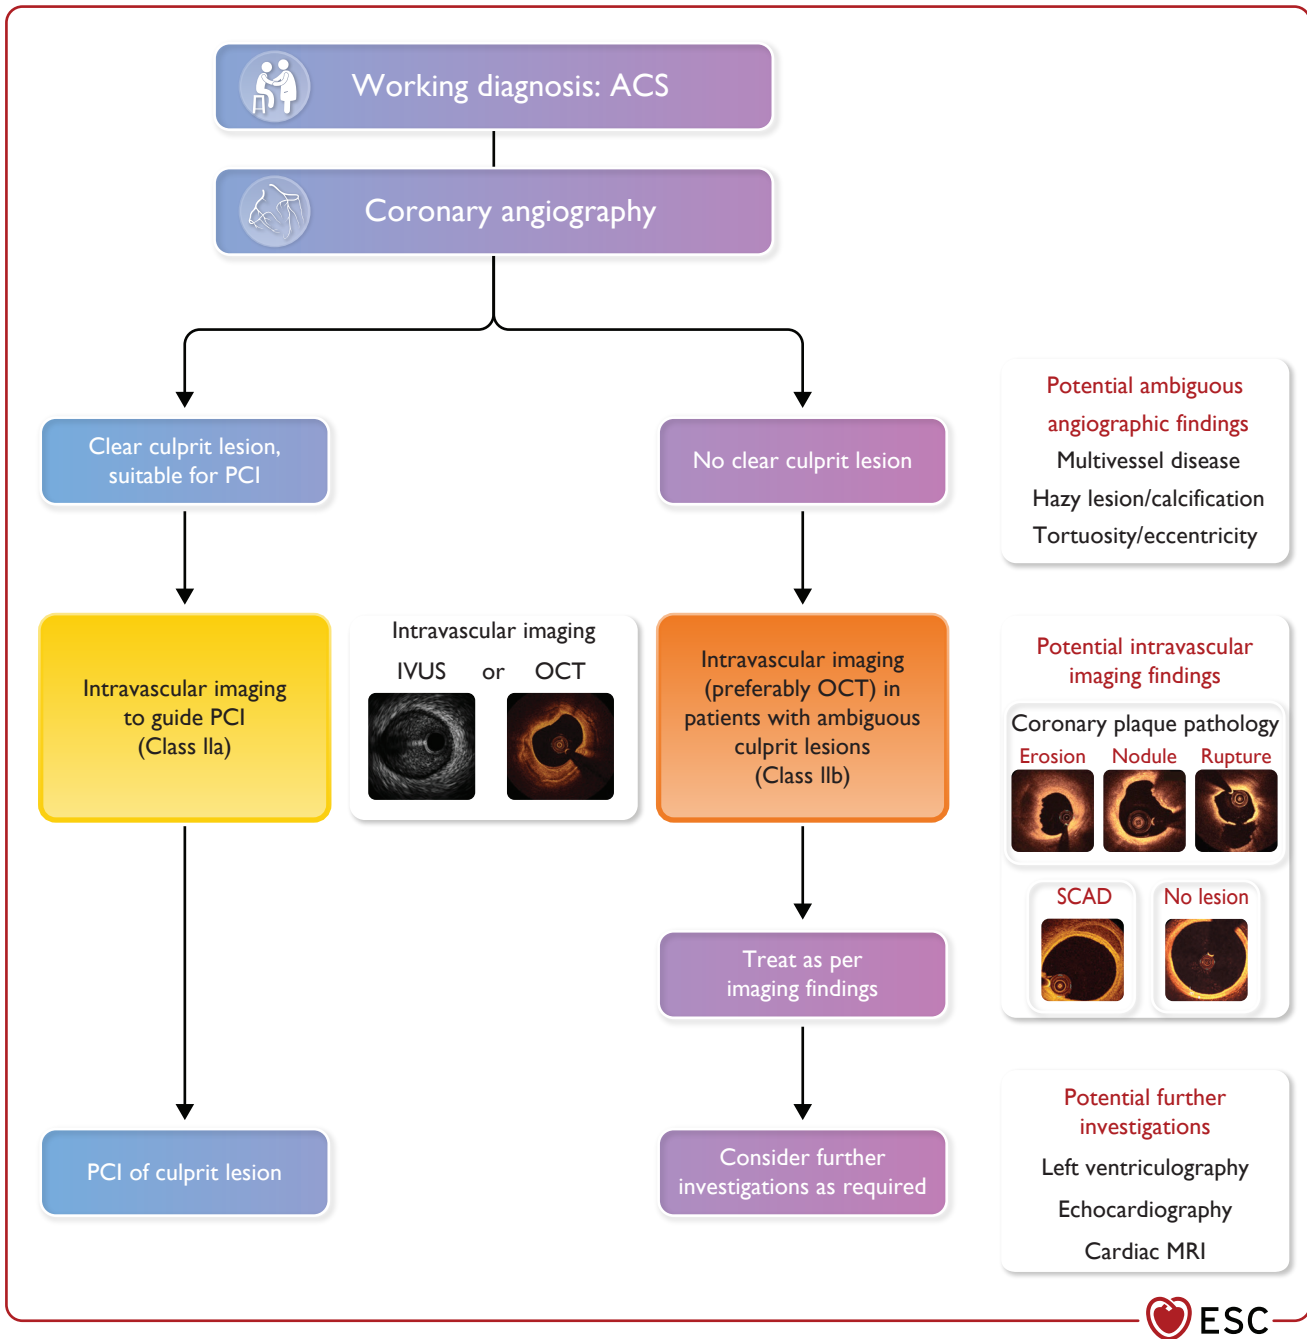 Working diagnosis: ACS
Coronary angiography
Clear culprit lesion,
suitable for PCI
No clear culprit lesion
Potential ambiguous
angiographic findings
Multivessel disease
Hazy lesion/calcification
Tortuosity/eccentricity
Intravascular imaging
to guide PCI
(Class IIa)
Intravascular imaging
IVUS or OCT
Intravascular imaging
(preferably OCT) in
patients with ambiguous
culprit lesions
(Class IIb)
Potential intravascular
imaging findings
Coronary plaque pathology
Erosion Nodule Rupture
SCAD No lesion
Treat as per
imaging findings
PCI of culprit lesion
Consider further
investigations as required
Potential further
investigations
Left ventriculography
Echocardiography
Cardiac MRI
ESC